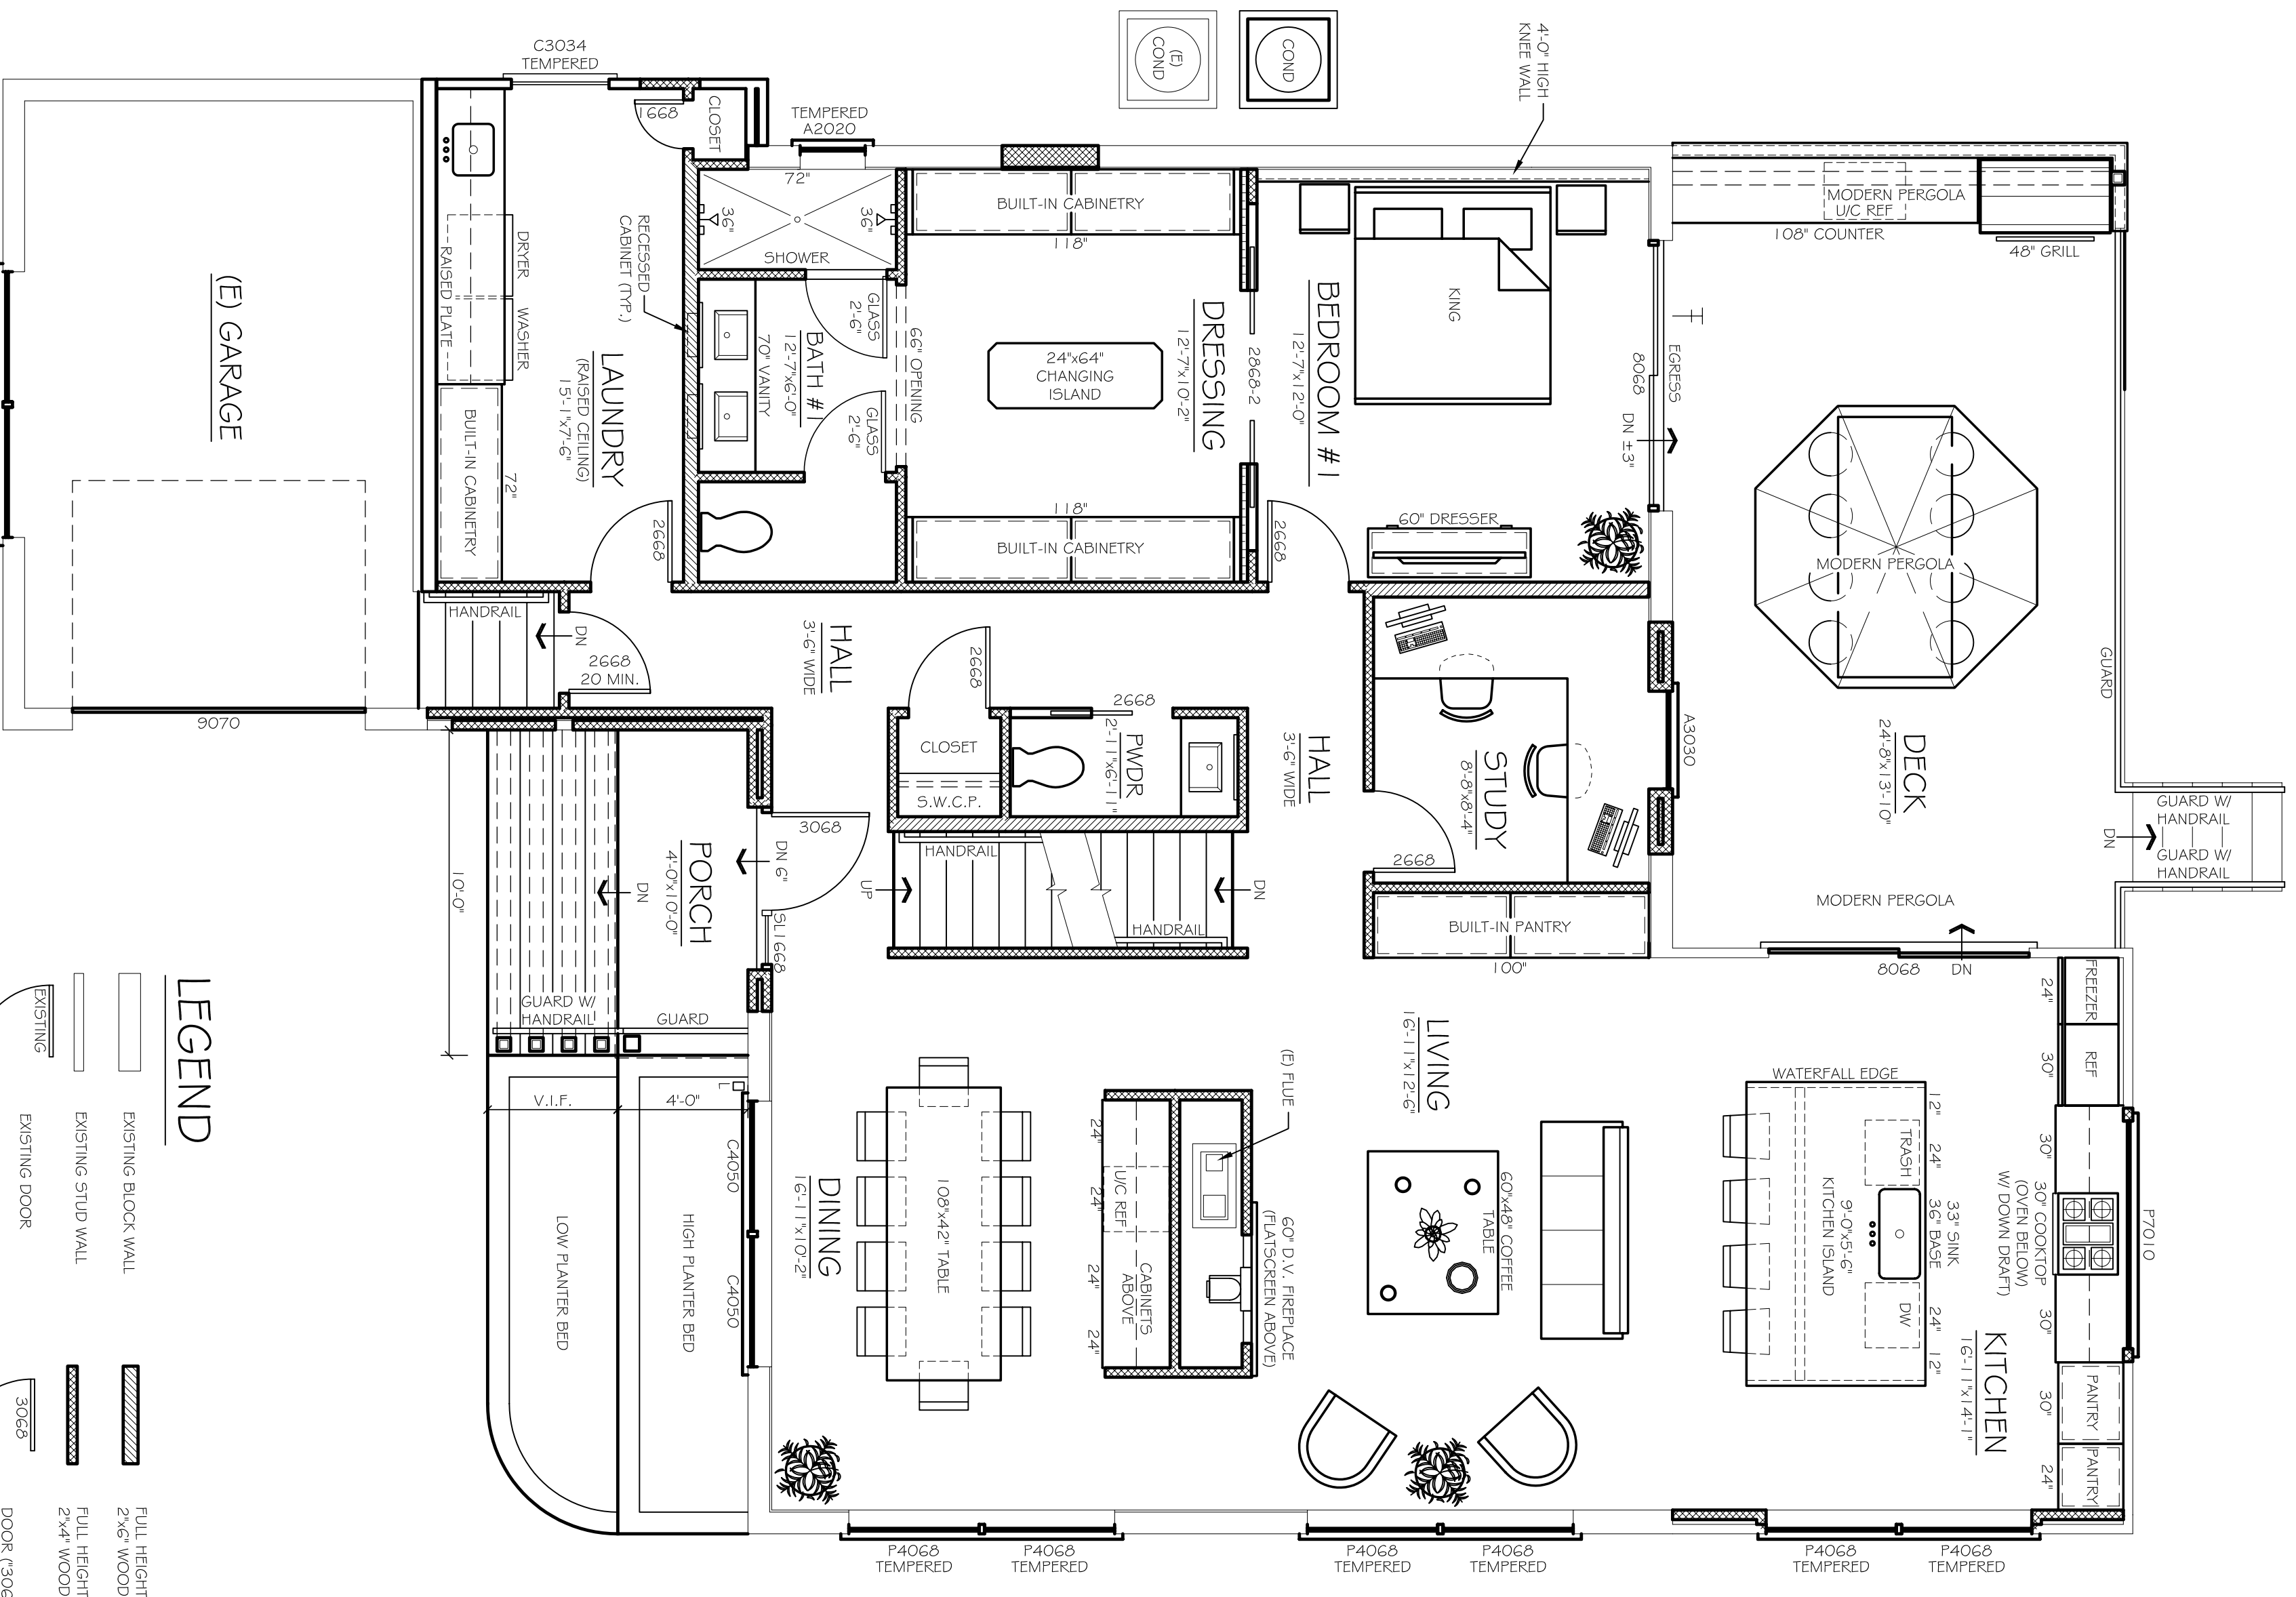 C3034
TEMPERED
1668
CLOSET
TEMPERED
A2020
(E)
COND
COND
4'-0" HIGH
KNEE WALL
72"
36"
36"
SHOWER
BUILT-IN CABINETRY
118"
KING
MODERN PERGOLA
U/C REF
108" COUNTER
48" GRILL
(E) GARAGE
DRYER
WASHER
RAISED PLATE
RECESSED
CABINET (TYP.)
LAUNDRY
(RAISED CEILING)
15'-1"x7'-6"
BUILT-IN CABINETRY
72"
2668
BATH #1
12'-7"x6'-0"
70" VANITY
GLASS
2'-6"
GLASS
2'-6"
66" OPENING
24"x64"
CHANGING
ISLAND
DRESSING
12'-7"x10'-2"
2868-2
118"
BUILT-IN CABINETRY
BEDROOM #1
12'-7"x12'-0"
60" DRESSER
2668
EGRESS
8068
DN ±3"
MODERN PERGOLA
GUARD
DECK
24'-8"x13'-10"
GUARD W/
HANDRAIL
GUARD W/
HANDRAIL
DN
MODERN PERGOLA
HANDRAIL
DN
2668
20 MIN.
9070
HALL
3'-6" WIDE
2668
CLOSET
S.W.C.P.
2668
PWDR
2'-11"x6'-11"
HALL
3'-6" WIDE
STUDY
8'-8"x8'-4"
2668
A3030
3068
DN 6"
SL1668
PORCH
4'-0"x10'-0"
DN
10'-0"
GUARD W/
HANDRAIL
GUARD
HANDRAIL
UP
DN
HANDRAIL
BUILT-IN PANTRY
100"
8068
DN
FREEZER
24"
REF
30"
WATERFALL EDGE
12"
TRASH
24"
33" SINK
36" BASE
DW
24"
12"
9'-0"x5'-6"
KITCHEN ISLAND
30"
30" COOKTOP
(OVEN BELOW)
W/ DOWN DRAFT)
30"
P7010
KITCHEN
16'-11"x14'-1"
PANTRY
30"
PANTRY
24"
LIVING
16'-11"x12'-6"
(E) FLUE
60" D.V. FIREPLACE
(FLATSCREEN ABOVE)
60"x48" COFFEE
TABLE
24"
24"
24"
24"
U/C REF
CABINETS
ABOVE
108"x42" TABLE
DINING
16'-11"x10'-2"
C4050
C4050
L
V.I.F.
4'-0"
LOW PLANTER BED
HIGH PLANTER BED
P4068
TEMPERED
P4068
TEMPERED
P4068
TEMPERED
P4068
TEMPERED
P4068
TEMPERED
P4068
TEMPERED
LEGEND
EXISTING BLOCK WALL
EXISTING STUD WALL
EXISTING
EXISTING DOOR
FULL HEIGHT
2"x6" WOOD
FULL HEIGHT
2"x4" WOOD
3068
DOOR ("306